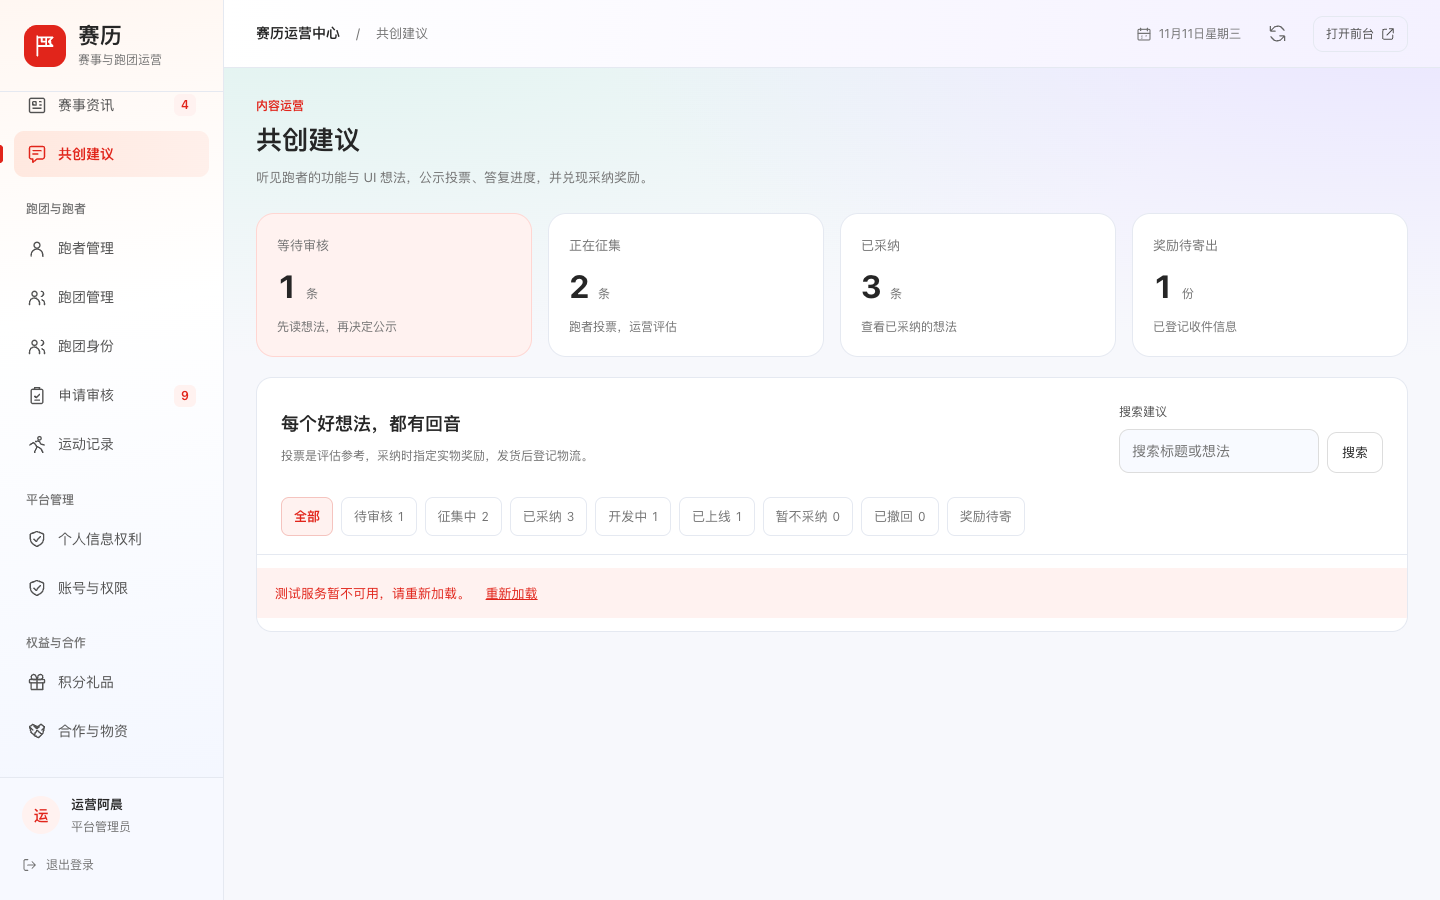 赛历
赛事与跑团运营
赛事资讯 4
共创建议
跑团与跑者
跑者管理
跑团管理
跑团身份
申请审核 9
运动记录
平台管理
个人信息权利
账号与权限
权益与合作
积分礼品
合作与物资
运 运营阿晨
平台管理员
退出登录
赛历运营中心 / 共创建议
11月11日星期三
打开前台
内容运营
共创建议
听见跑者的功能与 UI 想法，公示投票、答复进度，并兑现采纳奖励。
等待审核
1 条
先读想法，再决定公示
正在征集
2 条
跑者投票，运营评估
已采纳
3 条
查看已采纳的想法
奖励待寄出
1 份
已登记收件信息
每个好想法，都有回音
投票是评估参考，采纳时指定实物奖励，发货后登记物流。
搜索建议
搜索标题或想法 搜索
全部 待审核 1 征集中 2 已采纳 3 开发中 1 已上线 1 暂不采纳 0 已撤回 0 奖励待寄
测试服务暂不可用，请重新加载。 重新加载